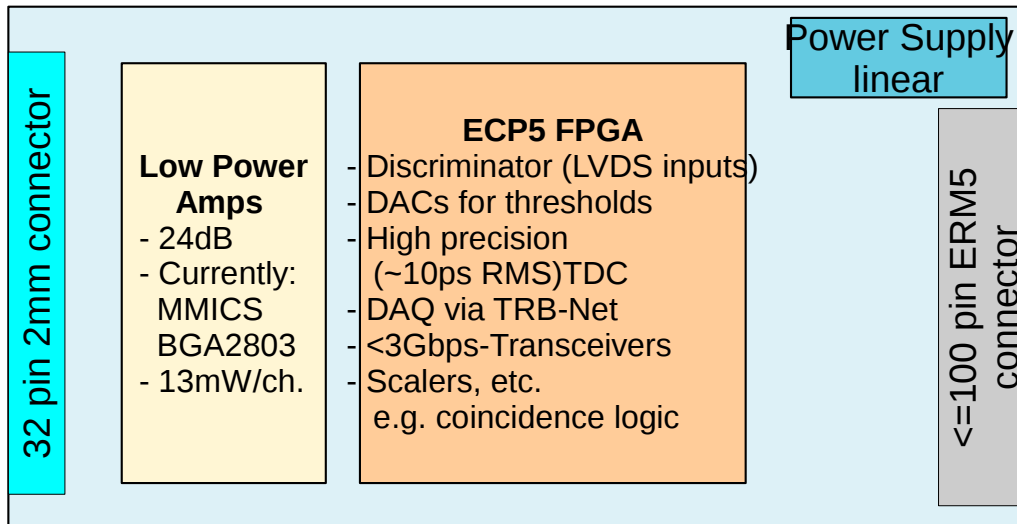 32 pin 2mm connector
Low Power
Amps
- 24dB
- Currently:
MMICS
BGA2803
- 13mW/ch.
ECP5 FPGA
- Discriminator (LVDS inputs)
- DACs for thresholds
- High precision
(~10ps RMS)TDC
- DAQ via TRB-Net
- <3Gbps-Transceivers
- Scalers, etc.
e.g. coincidence logic
Power Supply
linear
<=100 pin ERM5
connector